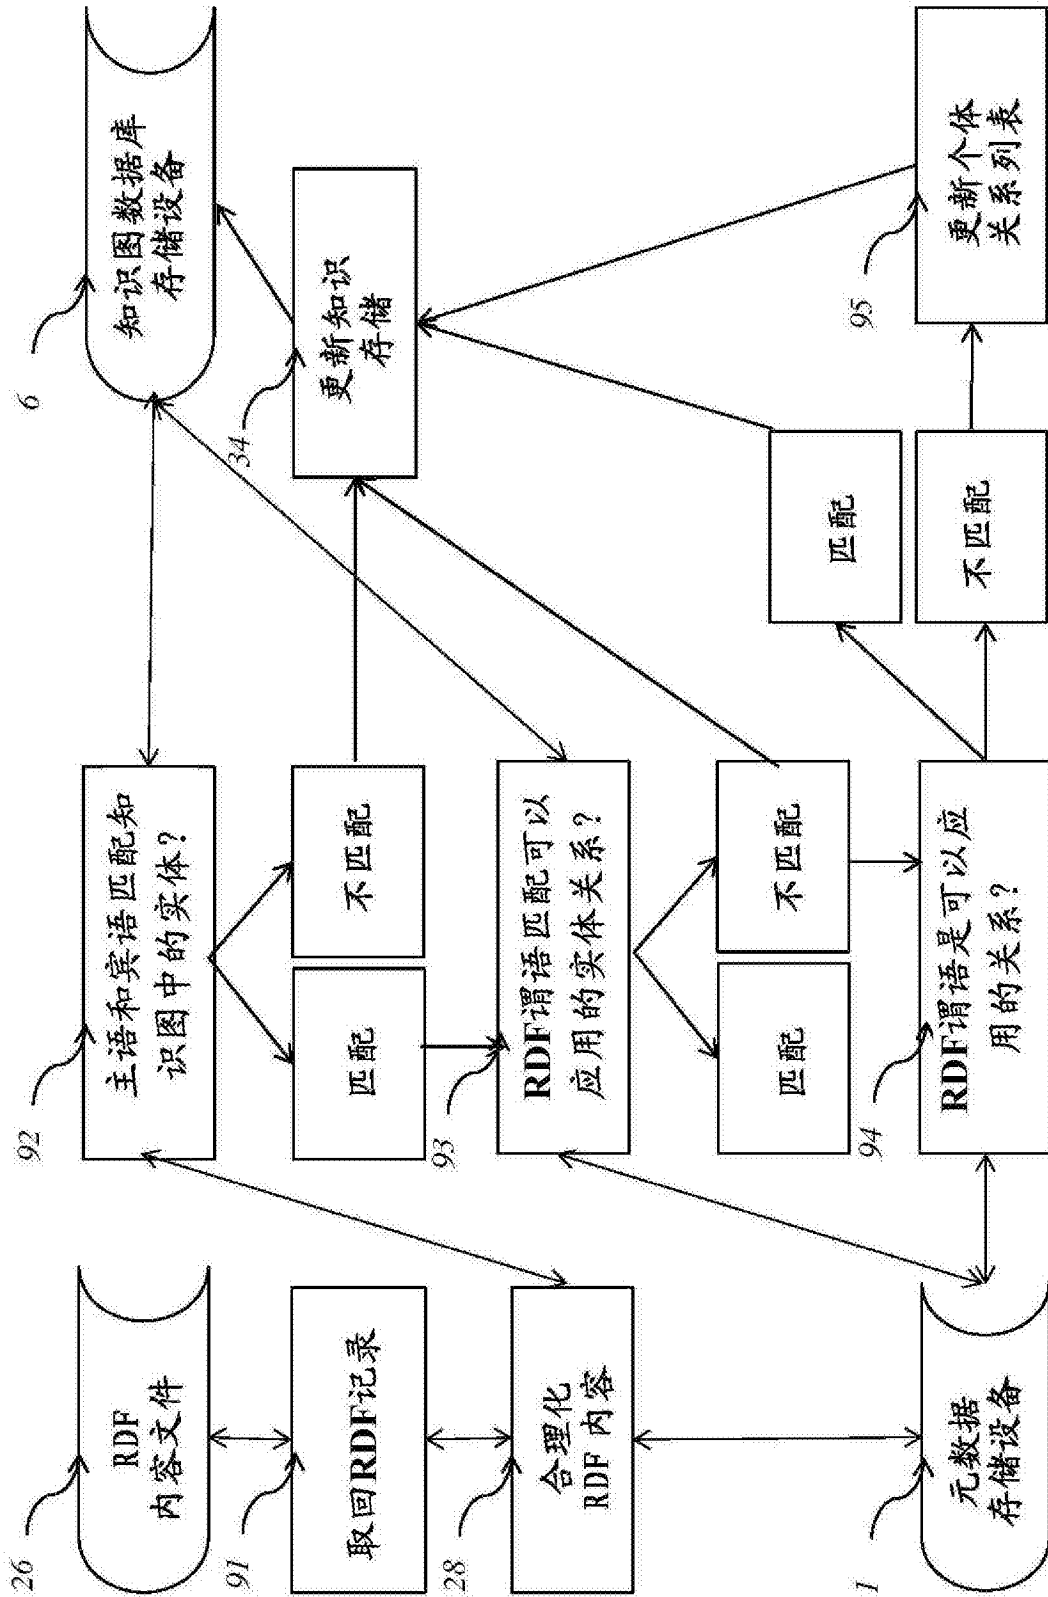 26
RDF
内容文件
91
取回RDF记录
28
合理化
RDF 内容
1
元数据
存储设备
92
主语和宾语匹配知
识图中的实体？
匹配
不匹配
93
RDF谓语匹配可以
应用的实体关系？
匹配
不匹配
94
RDF谓语是可以应
用的关系？
匹配
不匹配
6
知识图数据库
存储设备
34
更新知识
存储
95
更新个体
关系列表